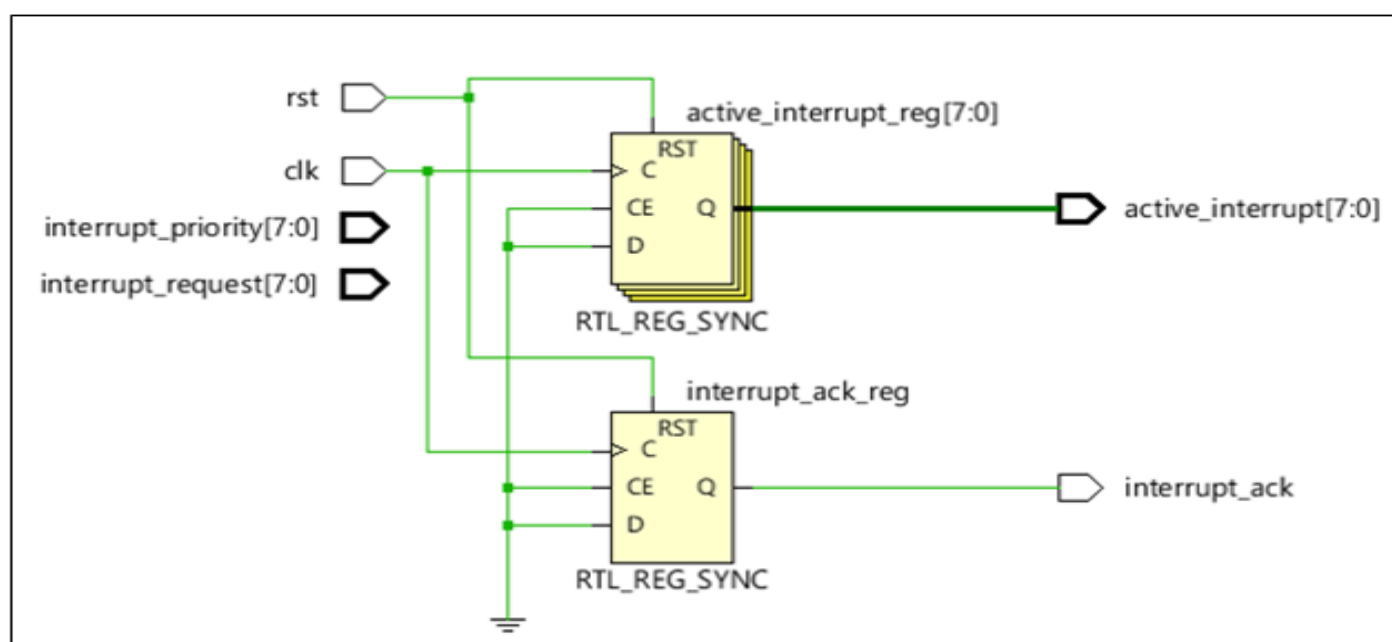 rst
clk
interrupt_priority[7:0]
interrupt_request[7:0]
active_interrupt_reg[7:0]
RST
C
CE
Q
D
RTL_REG_SYNC
active_interrupt[7:0]
interrupt_ack_reg
RST
C
CE
Q
D
RTL_REG_SYNC
interrupt_ack